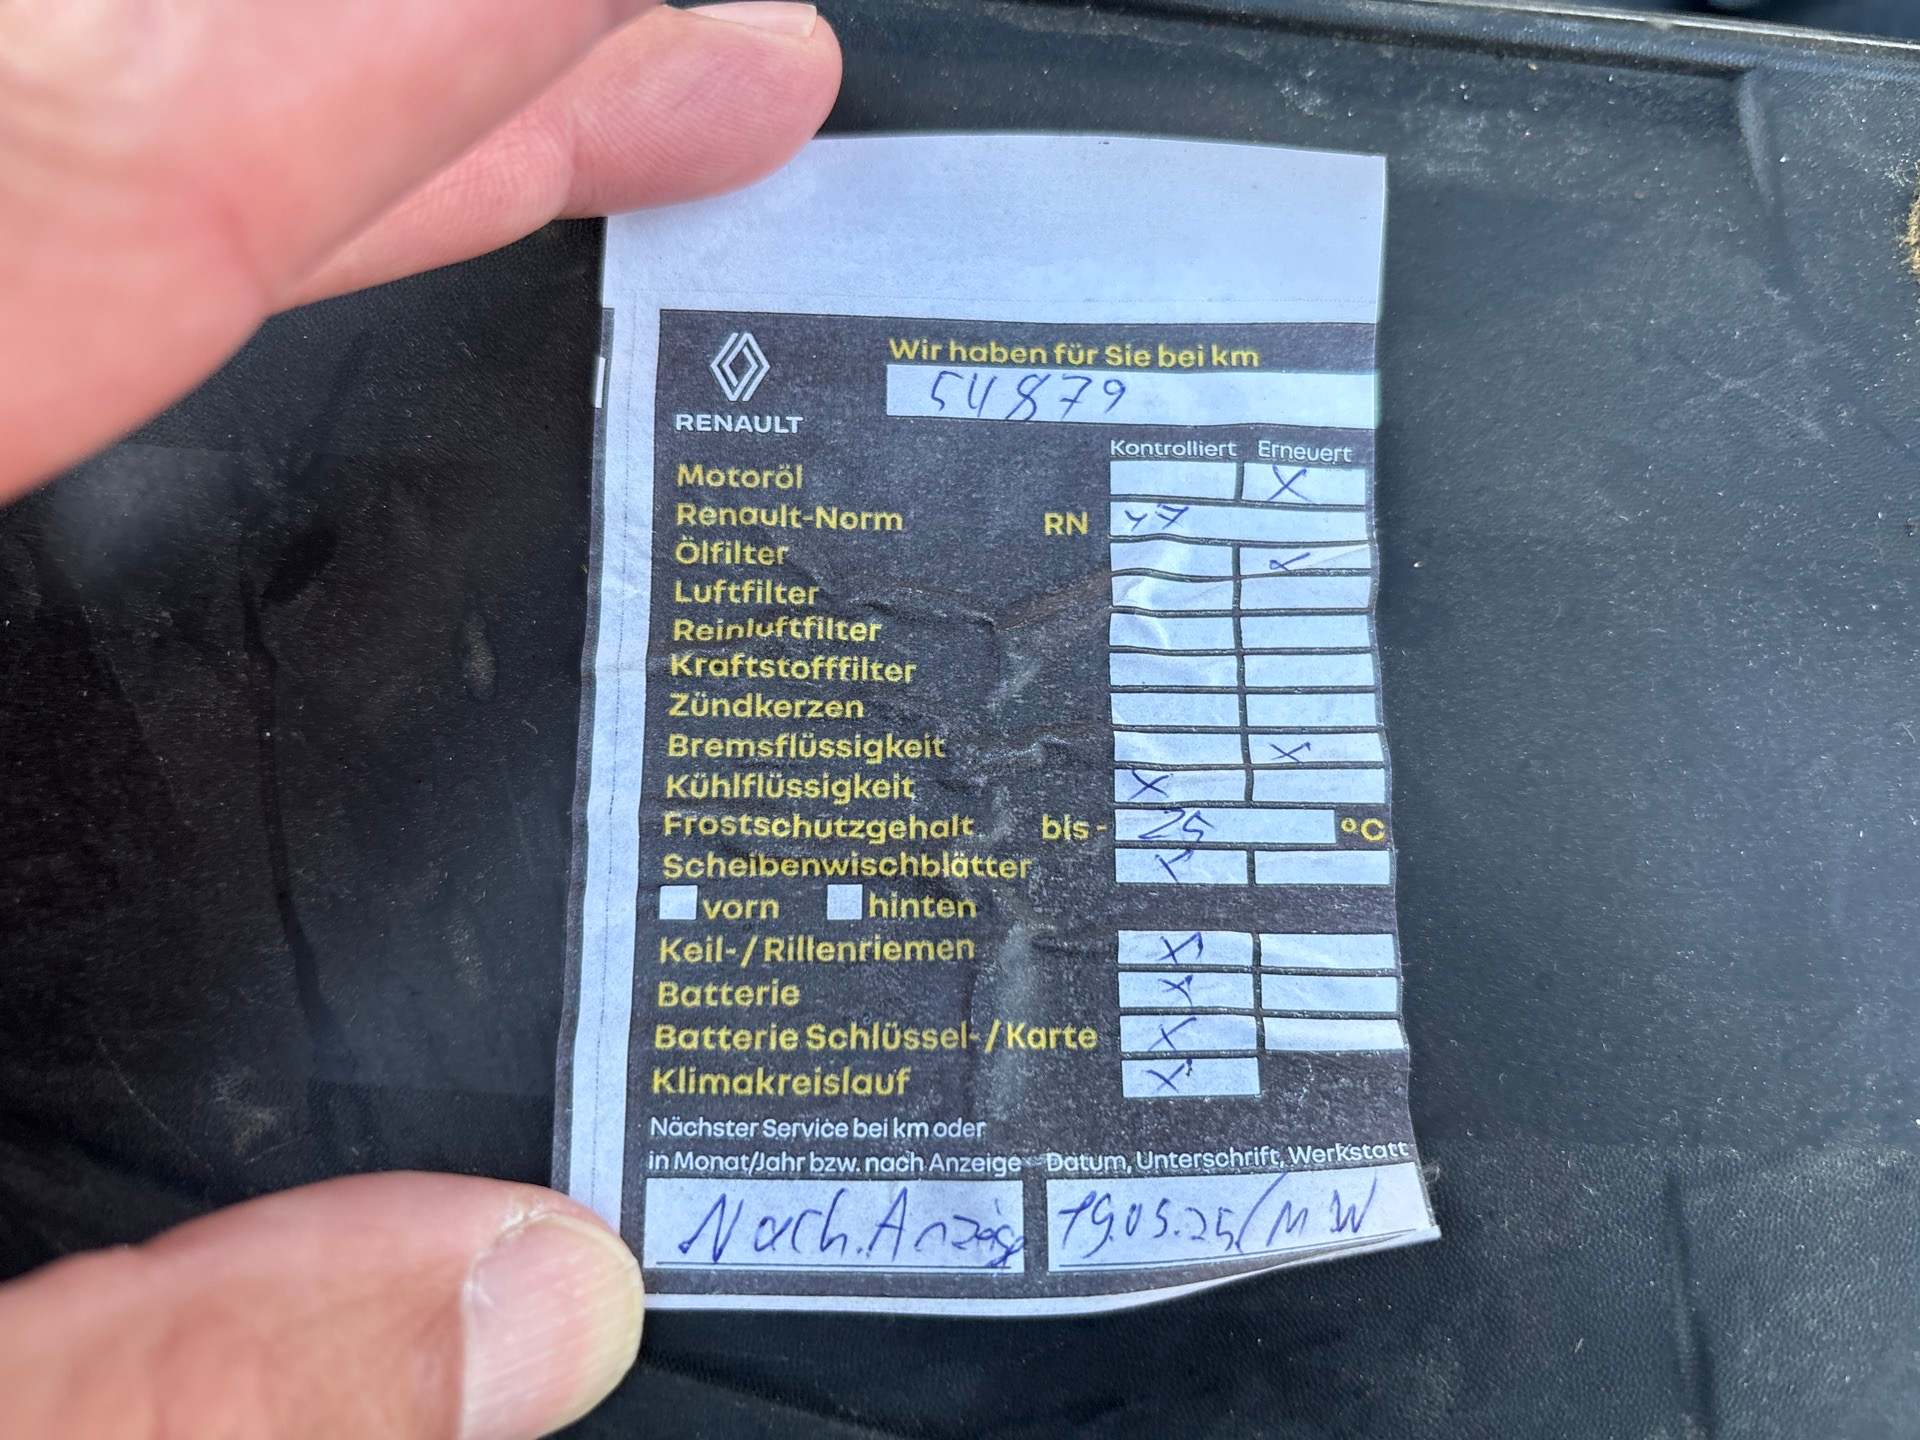 Wir haben für Sie bei km
54879
RENAULT
Kontrolliert Erneuert
Motoröl X
Renault-Norm RN 17
Ölfilter
Luftfilter
Reinluftfilter
Kraftstofffilter
Zündkerzen
Bremsflüssigkeit X
Kühlflüssigkeit X
Frostschutzgehalt bis - 25 °C
Scheibenwischblätter
vorn hinten
Keil-/Rillenriemen X
Batterie X
Batterie Schlüssel-/Karte X
Klimakreislauf X
Nächster Service bei km oder
in Monat/Jahr bzw. nach Anzeige Datum, Unterschrift, Werkstatt
Nach Anzeige 19.05.25/MW